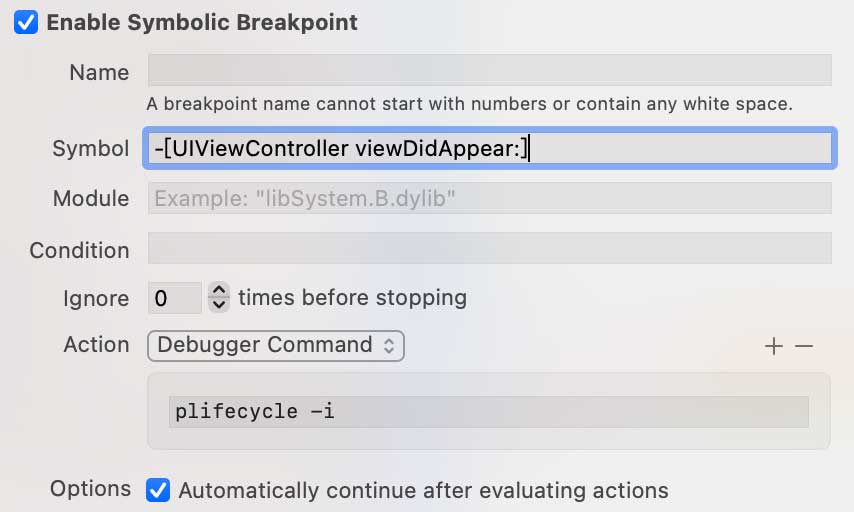 Enable Symbolic Breakpoint
Name
A breakpoint name cannot start with numbers or contain any white space.
Symbol -[UIViewController viewDidAppear:]
Module Example: "libSystem.B.dylib"
Condition
Ignore 0 times before stopping
Action Debugger Command
plifecycle -i
Options Automatically continue after evaluating actions